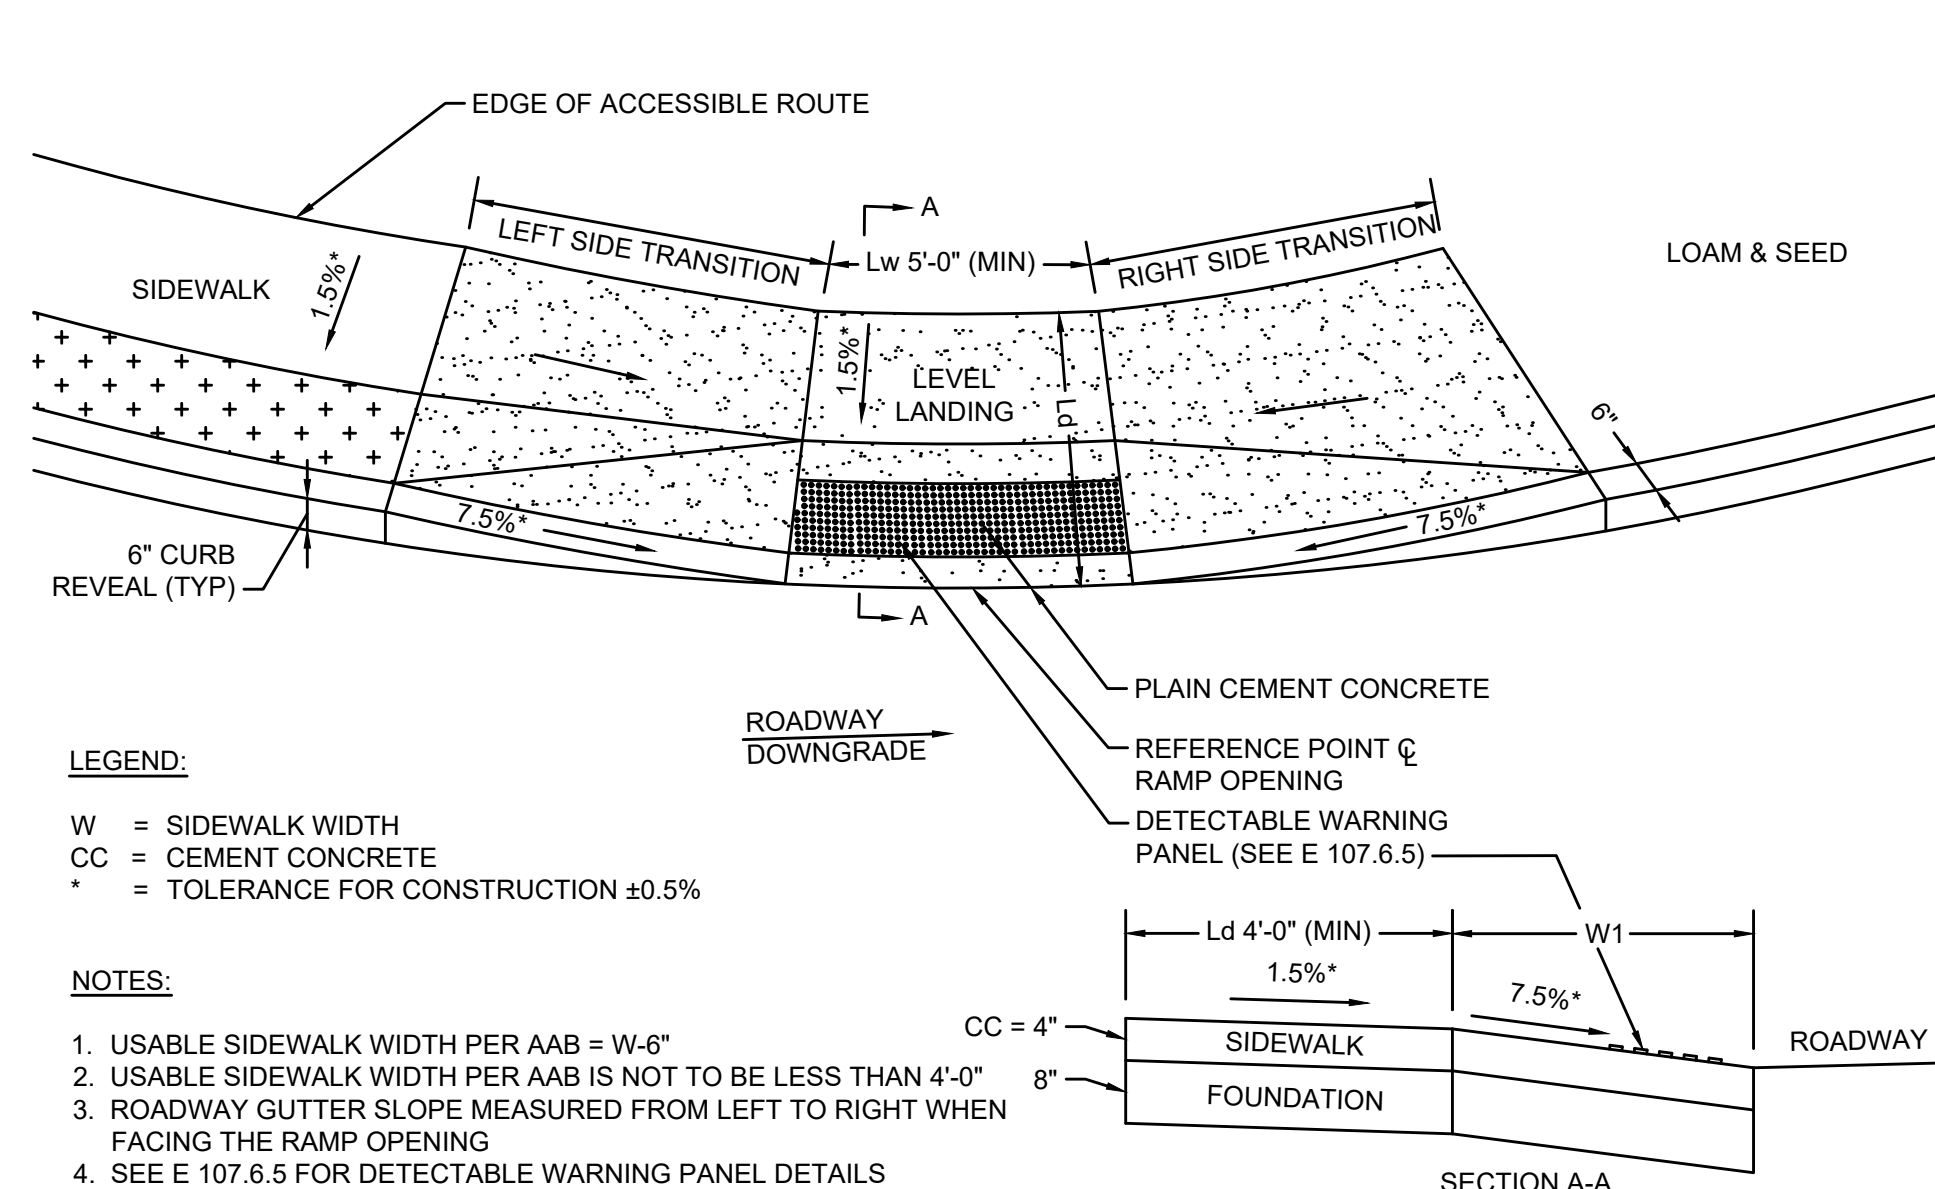 EDGE OF ACCESSIBLE ROUTE
A
LEFT SIDE TRANSITION
Lw 5'-0" (MIN)
RIGHT SIDE TRANSITION
LOAM & SEED
SIDEWALK
1.5%*
1.5%*
LEVEL
LANDING
Ld
6"
7.5%*
7.5%*
6" CURB
REVEAL (TYP)
A
PLAIN CEMENT CONCRETE
ROADWAY
DOWNGRADE
REFERENCE POINT ℄
RAMP OPENING
DETECTABLE WARNING
PANEL (SEE E 107.6.5)
LEGEND:
W = SIDEWALK WIDTH
CC = CEMENT CONCRETE
* = TOLERANCE FOR CONSTRUCTION ±0.5%
Ld 4'-0" (MIN)
W1
1.5%*
7.5%*
CC = 4"
SIDEWALK
ROADWAY
8"
FOUNDATION
SECTION A-A
NOTES:
1. USABLE SIDEWALK WIDTH PER AAB = W-6"
2. USABLE SIDEWALK WIDTH PER AAB IS NOT TO BE LESS THAN 4'-0"
3. ROADWAY GUTTER SLOPE MEASURED FROM LEFT TO RIGHT WHEN
FACING THE RAMP OPENING
4. SEE E 107.6.5 FOR DETECTABLE WARNING PANEL DETAILS